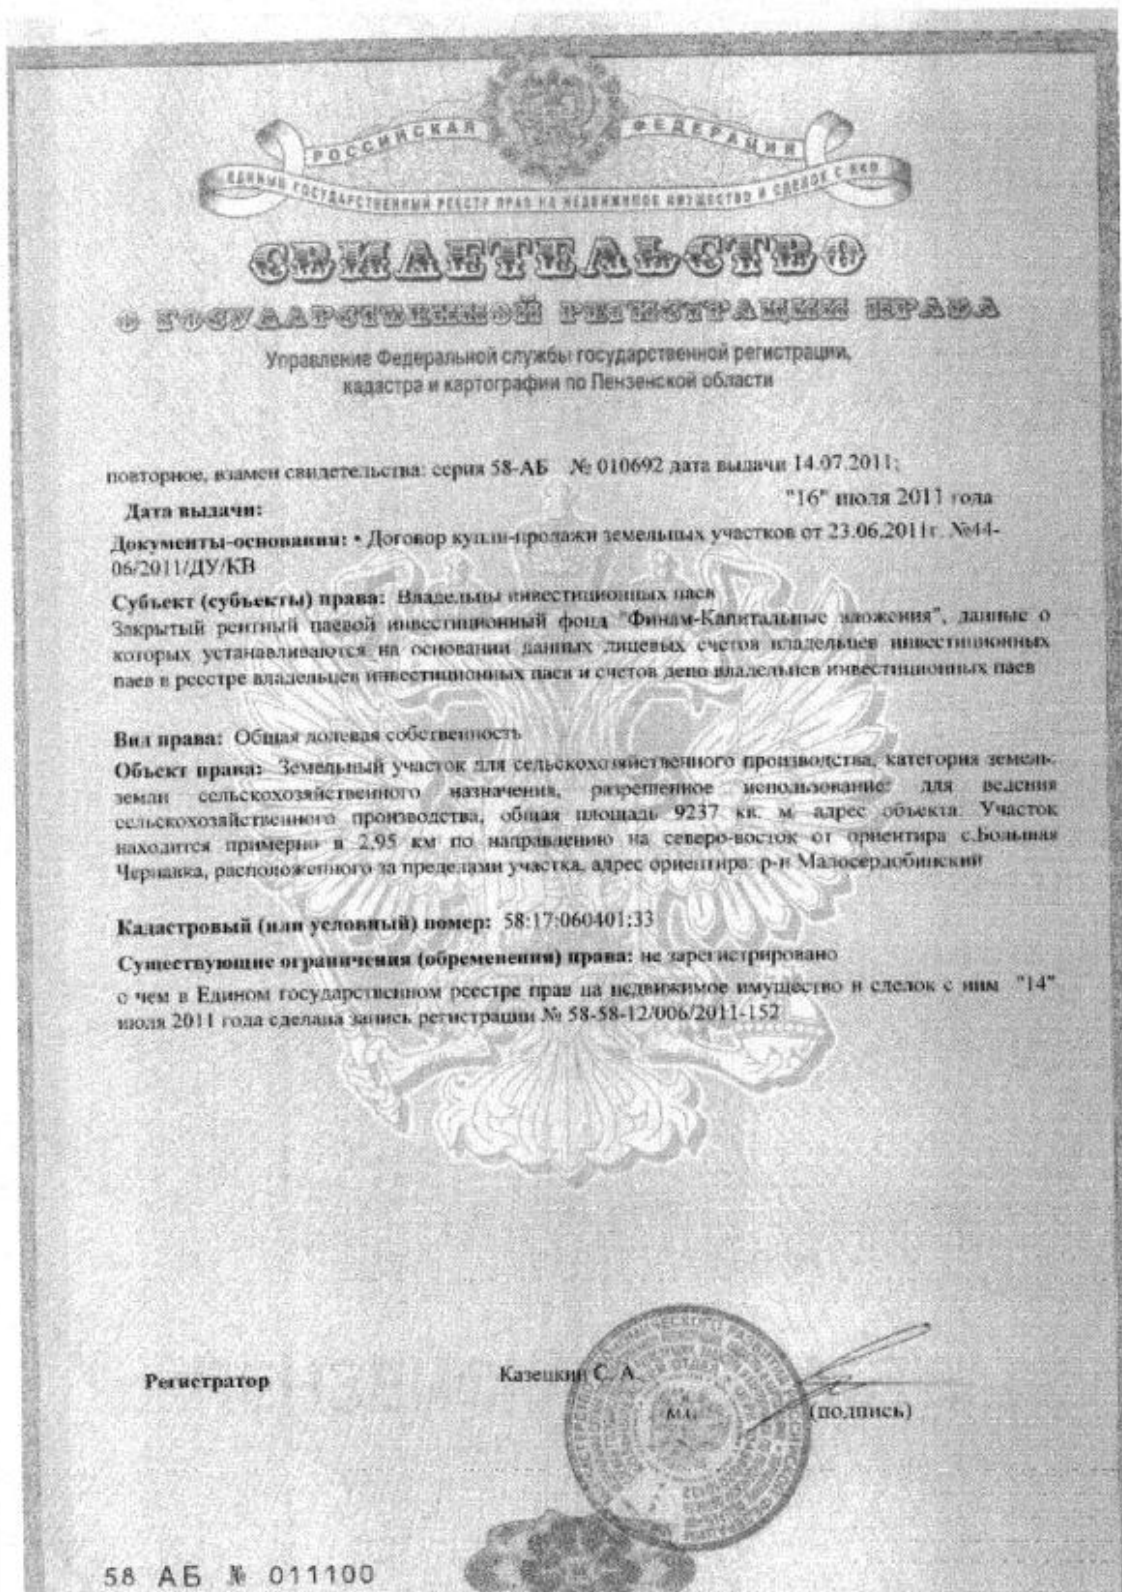 РОССИЙСКАЯ ФЕДЕРАЦИЯ
ЕДИНЫЙ ГОСУДАРСТВЕННЫЙ РЕЕСТР ПРАВ НА НЕДВИЖИМОЕ ИМУЩЕСТВО И СДЕЛОК С НИМ
СВИДЕТЕЛЬСТВО
О ГОСУДАРСТВЕННОЙ РЕГИСТРАЦИИ ПРАВА
Управление Федеральной службы государственной регистрации,
кадастра и картографии по Пензенской области
повторное, взамен свидетельства: серия 58-АБ № 010692 дата выдачи 14.07.2011;
Дата выдачи: "16" июля 2011 года
Документы-основания: • Договор купли-продажи земельных участков от 23.06.2011г. №44-
06/2011/ДУ/КВ
Субъект (субъекты) права: Владельцы инвестиционных паев
Закрытый рентный паевой инвестиционный фонд "Финам-Капитальные вложения", данные о
которых устанавливаются на основании данных лицевых счетов владельцев инвестиционных
паев в реестре владельцев инвестиционных паев и счетов депо владельцев инвестиционных паев
Вид права: Общая долевая собственность
Объект права: Земельный участок для сельскохозяйственного производства, категория земель:
земли сельскохозяйственного назначения, разрешенное использование: для ведения
сельскохозяйственного производства, общая площадь 9237 кв. м, адрес объекта: Участок
находится примерно в 2,95 км по направлению на северо-восток от ориентира с.Большая
Чернавка, расположенного за пределами участка, адрес ориентира: р-н Малосердобинский
Кадастровый (или условный) номер: 58:17:060401:33
Существующие ограничения (обременения) права: не зарегистрировано
о чем в Едином государственном реестре прав на недвижимое имущество и сделок с ним "14"
июля 2011 года сделана запись регистрации № 58-58-12/006/2011-152
Регистратор Казецкий С. А.
М.П. (подпись)
58 АБ № 011100